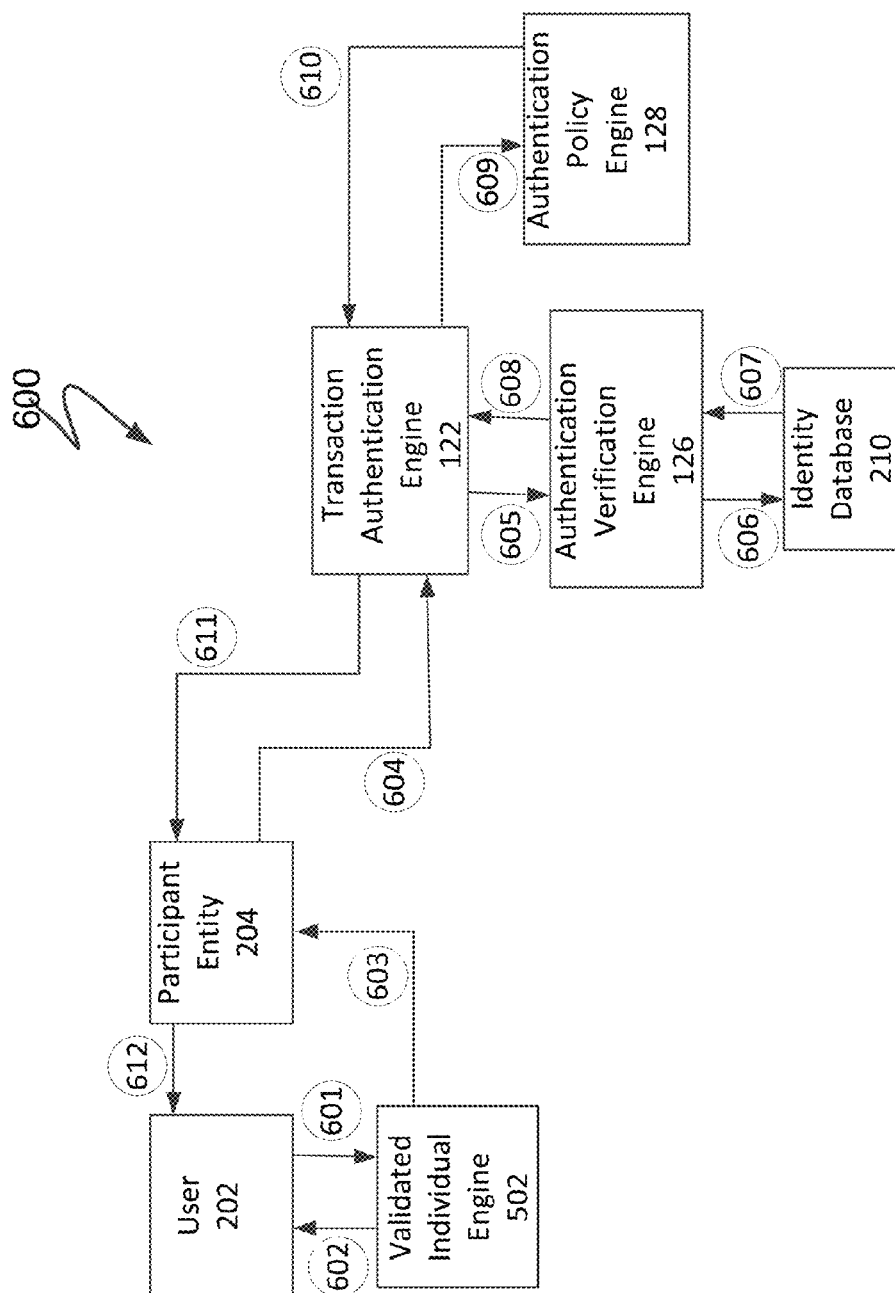 600
User
202
612
Participant
Entity
204
611
601
602
Validated
Individual
Engine
502
603
604
Transaction
Authentication
Engine
122
610
609
Authentication
Policy
Engine
128
605
608
Authentication
Verification
Engine
126
606
607
Identity
Database
210